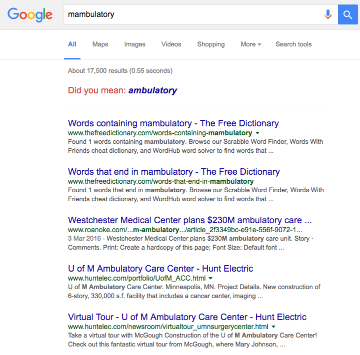 Google
mambulatory
All Maps Images Videos Shopping More Search tools
About 17,500 results (0.55 seconds)
Did you mean: ambulatory
Words containing mambulatory - The Free Dictionary
www.thefreedictionary.com/words-containing-mambulatory
Found 1 words containing mambulatory. Browse our Scrabble Word Finder, Words With
Friends cheat dictionary, and WordHub word solver to find words that ...
Words that end in mambulatory - The Free Dictionary
www.thefreedictionary.com/words-that-end-in-mambulatory
Found 1 words that end in mambulatory. Browse our Scrabble Word Finder, Words With
Friends cheat dictionary, and WordHub word solver to find words that ...
Westchester Medical Center plans $230M ambulatory care ...
www.roanoke.com/...m-ambulatory.../article_2f3349bc-e91e-556f-9072-1...
3 Mar 2016 - Westchester Medical Center plans $230M ambulatory care unit. Story ·
Comments. Print: Create a hardcopy of this page; Font Size: Default font ...
U of M Ambulatory Care Center - Hunt Electric
www.huntelec.com/portfolio/UofM_ACC.html
U of M Ambulatory Care Center. Minneapolis, MN. Project Details. New construction of
6-story, 330,000 s.f. facility that includes a cancer center, imaging ...
Virtual Tour - U of M Ambulatory Care Center - Hunt Electric
www.huntelec.com/newsroom/virtualtour_umnsurgerycenter.html
Take a virtual tour with McGough Construction of the U of M Ambulatory Care Center!
Check out this fantastic virtual tour from McGough, where Mary Johnson, ...